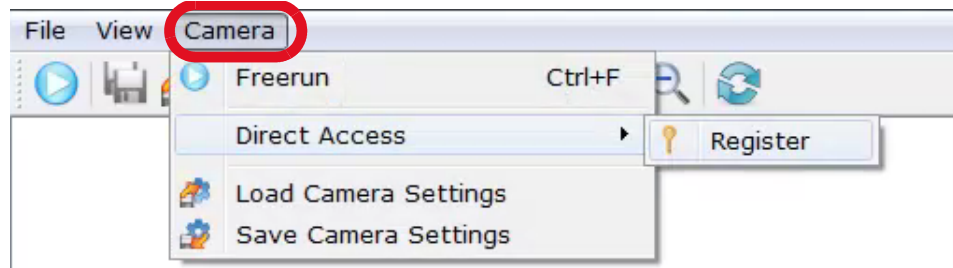 File View Camera
Freerun Ctrl+F
Direct Access
Register
Load Camera Settings
Save Camera Settings